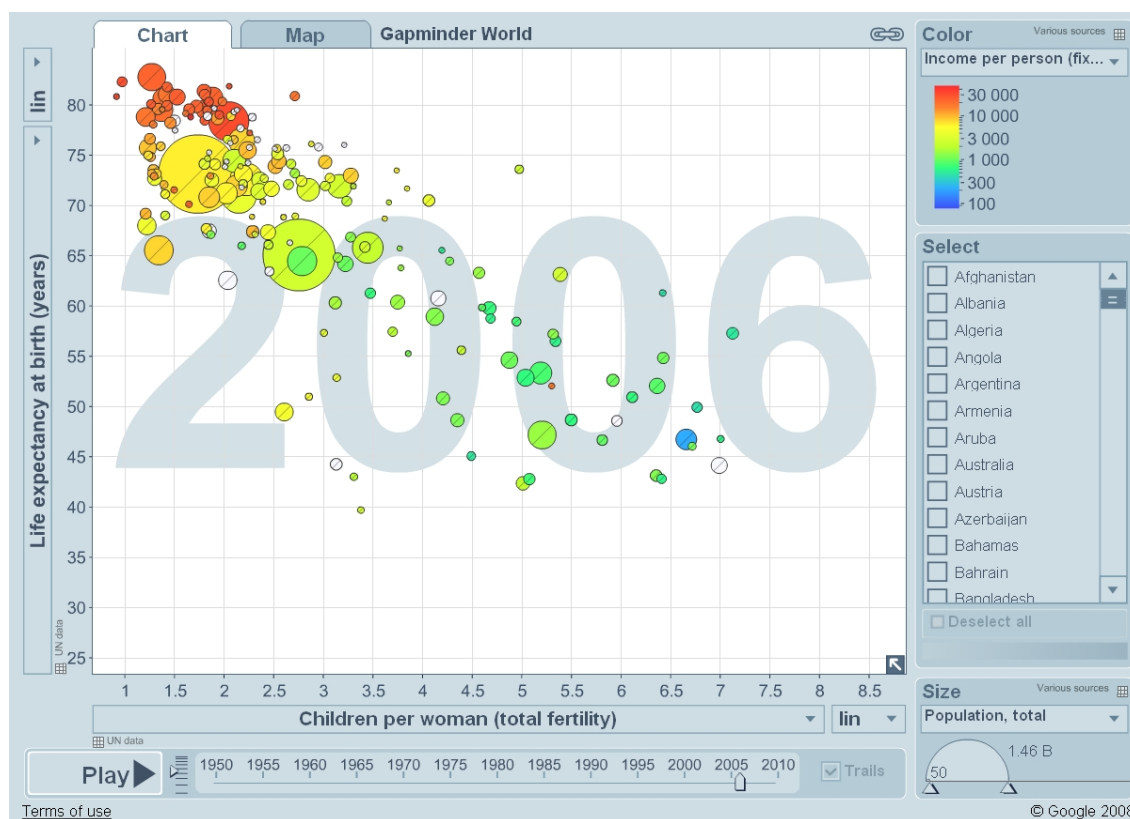 Chart
Map
Gapminder World
Color
Various sources
Income per person (fix...
30 000
10 000
3 000
1 000
300
100
Select
Afghanistan
Albania
Algeria
Angola
Argentina
Armenia
Aruba
Australia
Austria
Azerbaijan
Bahamas
Bahrain
Bangladesh
Deselect all
Size
Various sources
Population, total
1.46 B
50
lin
Life expectancy at birth (years)
UN data
80
75
70
65
60
55
50
45
40
35
30
25
2006
1 1.5 2 2.5 3 3.5 4 4.5 5 5.5 6 6.5 7 7.5 8 8.5
Children per woman (total fertility)
lin
UN data
Play
1950 1955 1960 1965 1970 1975 1980 1985 1990 1995 2000 2005 2010
Trails
Terms of use
© Google 2008